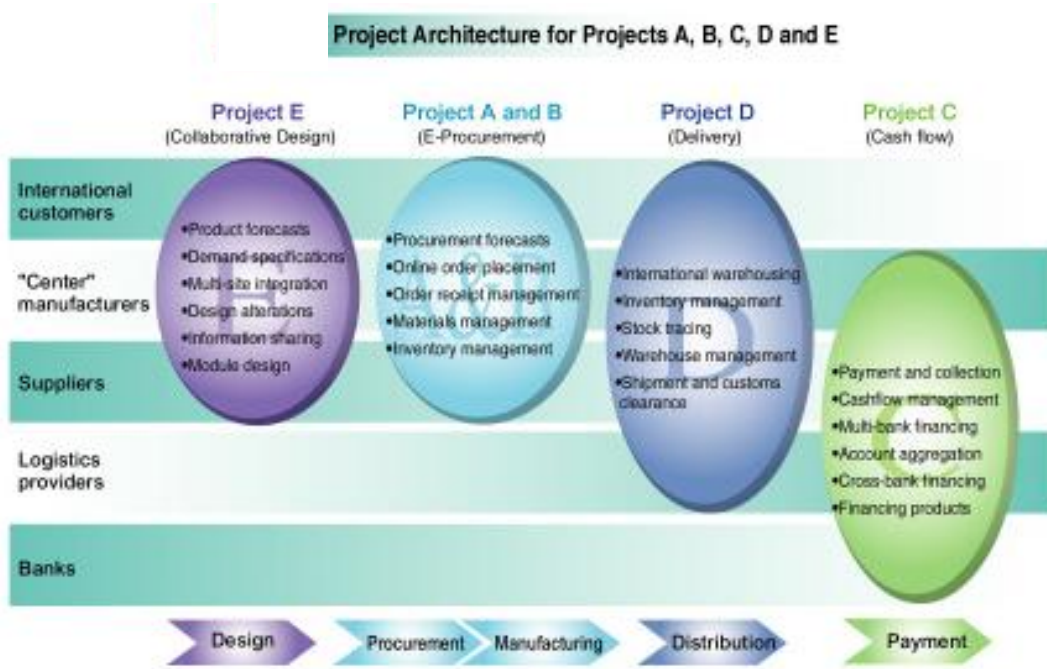 Project Architecture for Projects A, B, C, D and E
Project E
(Collaborative Design)
Project A and B
(E-Procurement)
Project D
(Delivery)
Project C
(Cash flow)
International
customers
"Center"
manufacturers
Suppliers
Logistics
providers
Banks
E
•Product forecasts
•Demand specifications
•Multi-site integration
•Design alterations
•Information sharing
•Module design
A&B
•Procurement forecasts
•Online order placement
•Order receipt management
•Materials management
•Inventory management
D
•International warehousing
•Inventory management
•Stock tracing
•Warehouse management
•Shipment and customs
clearance
C
•Payment and collection
•Cashflow management
•Multi-bank financing
•Account aggregation
•Cross-bank financing
•Financing products
Design
Procurement
Manufacturing
Distribution
Payment